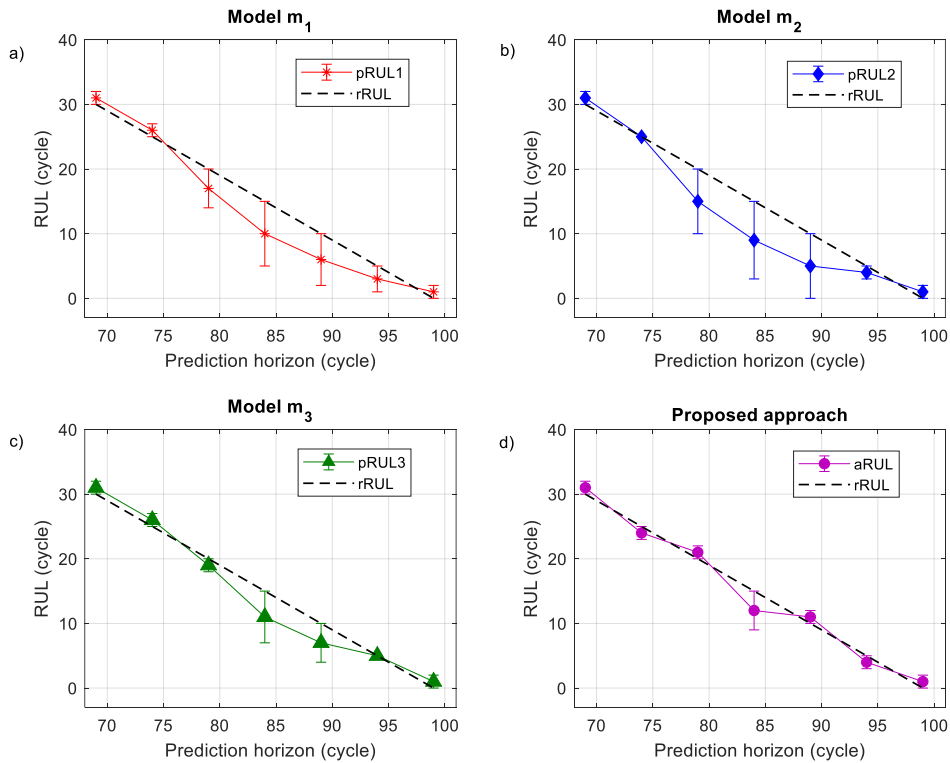 a)
Model m1
pRUL1
rRUL
RUL (cycle)
40
30
20
10
0
70 75 80 85 90 95 100
Prediction horizon (cycle)
b)
Model m2
pRUL2
rRUL
RUL (cycle)
40
30
20
10
0
70 75 80 85 90 95 100
Prediction horizon (cycle)
c)
Model m3
pRUL3
rRUL
RUL (cycle)
40
30
20
10
0
70 75 80 85 90 95 100
Prediction horizon (cycle)
d)
Proposed approach
aRUL
rRUL
RUL (cycle)
40
30
20
10
0
70 75 80 85 90 95 100
Prediction horizon (cycle)